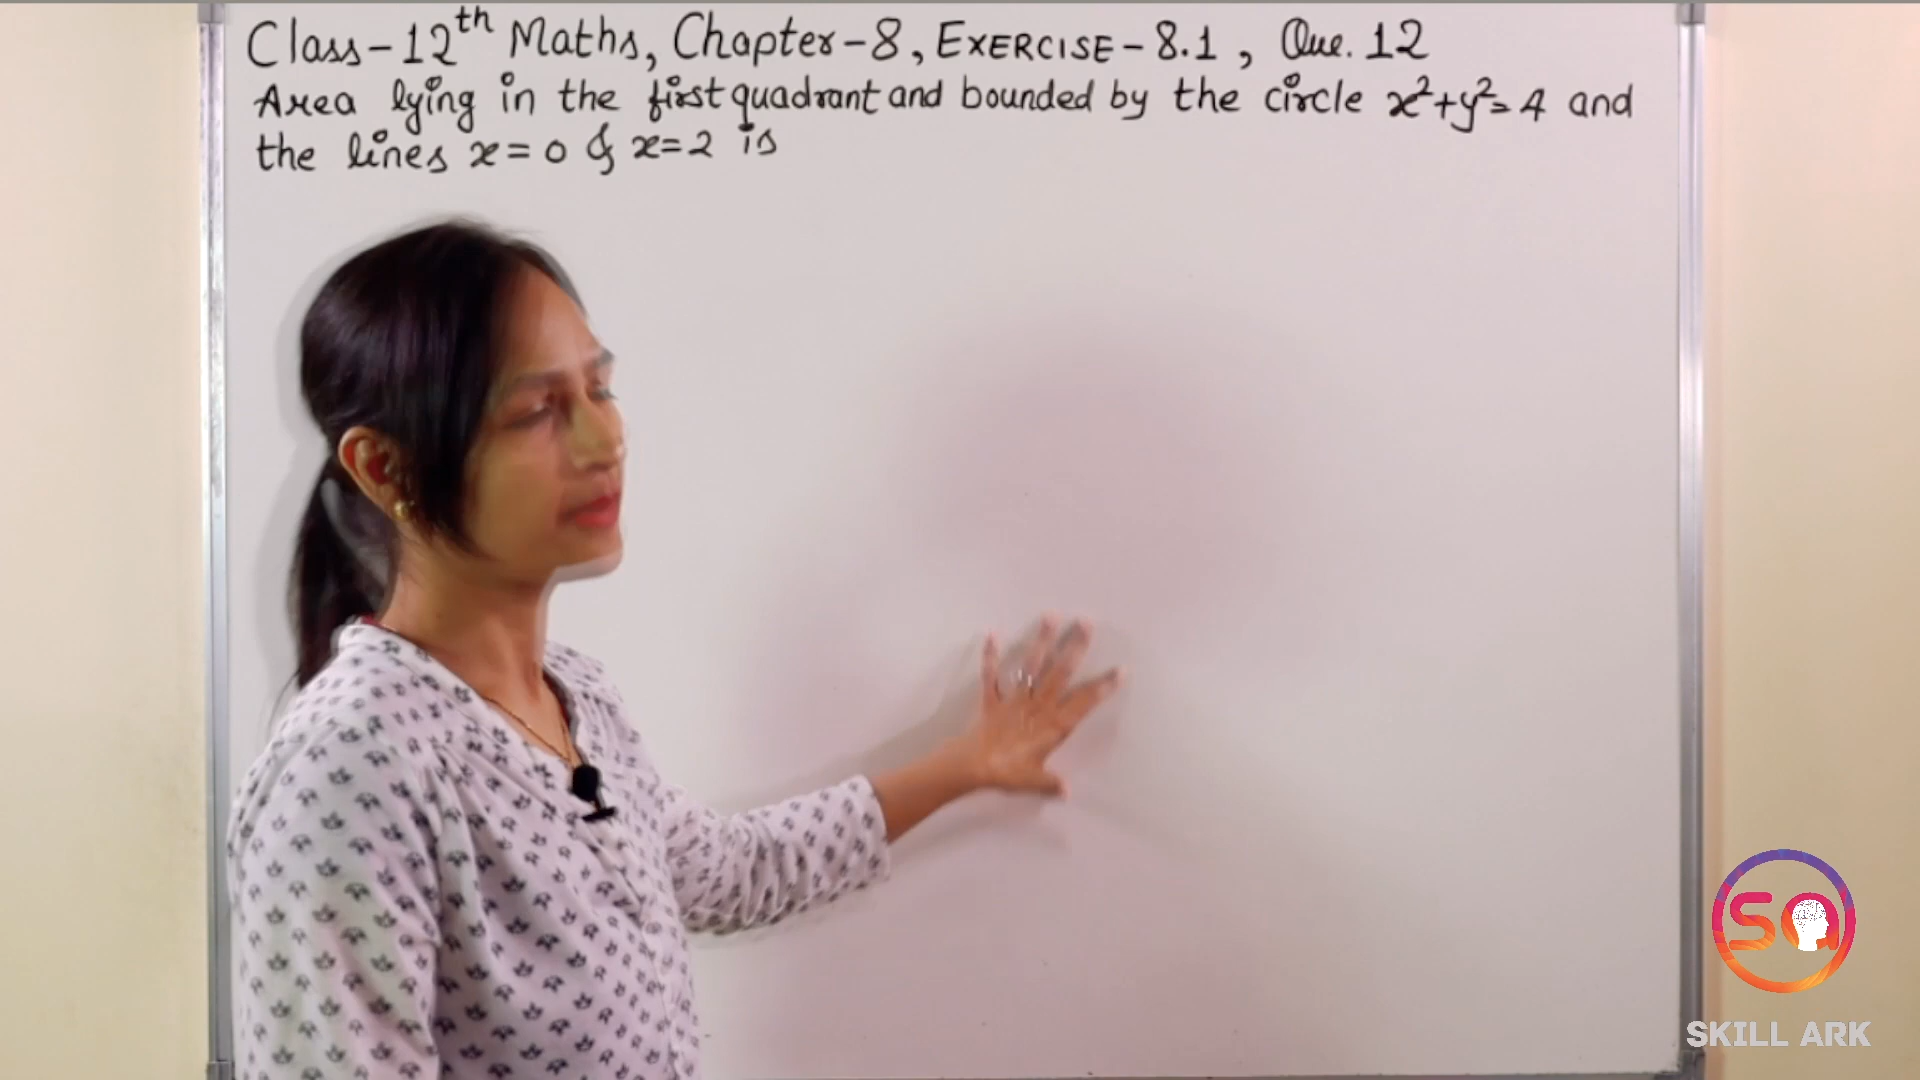 Class-12th Maths, Chapter-8, EXERCISE-8.1, Que. 12
Area lying in the first quadrant and bounded by the circle x²+y²=4 and
the lines x=0 & x=2 is
SA
SKILL ARK